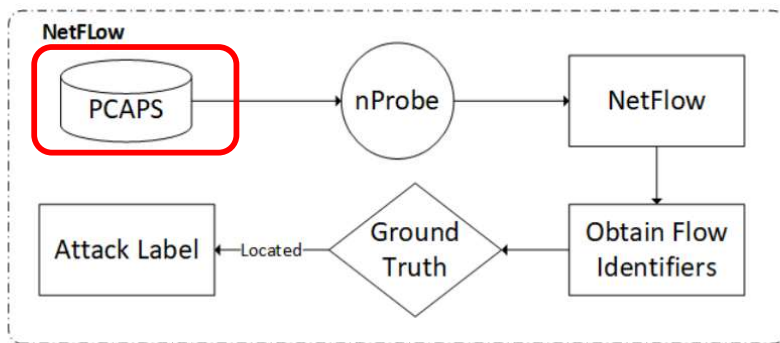 NetFLow
PCAPS
nProbe
NetFlow
Attack Label
Located
Ground
Truth
Obtain Flow
Identifiers